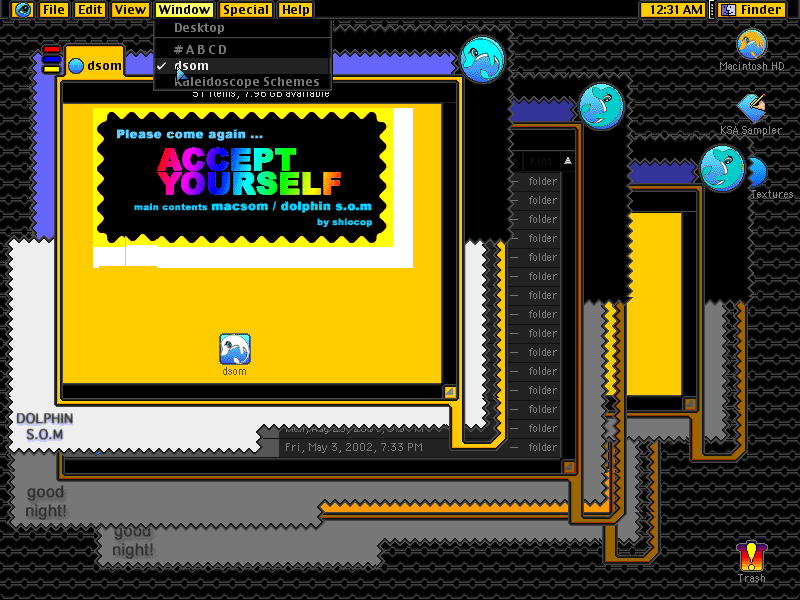 File Edit View Window Special Help 12:31 AM Finder
Desktop
#ABCD
✓ dsom
Kaleidoscope Schemes
dsom
51 items, 7.96 GB available
Please come again ...
ACCEPT
YOURSELF
main contents macsom / dolphin s.o.m
by shiocop
dsom
DOLPHIN
S.O.M
Kind
folder
folder
folder
folder
folder
folder
folder
folder
folder
folder
folder
folder
folder
folder
Fri, May 3, 2002, 7:33 PM folder
good
night!
good
night!
Macintosh HD
KSA Sampler
Textures
Trash